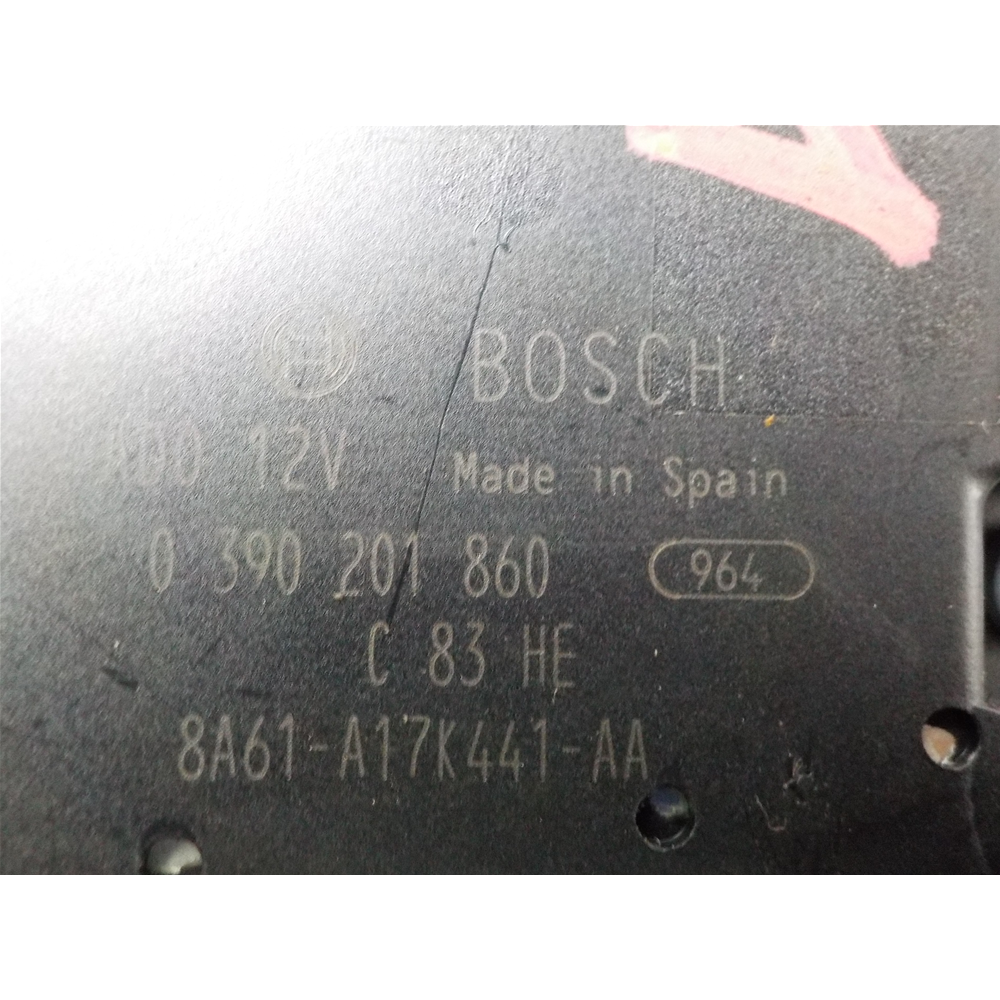 BOSCH
12V Made in Spain
0 390 201 860 964
C 83 HE
8A61-A17K441-AA